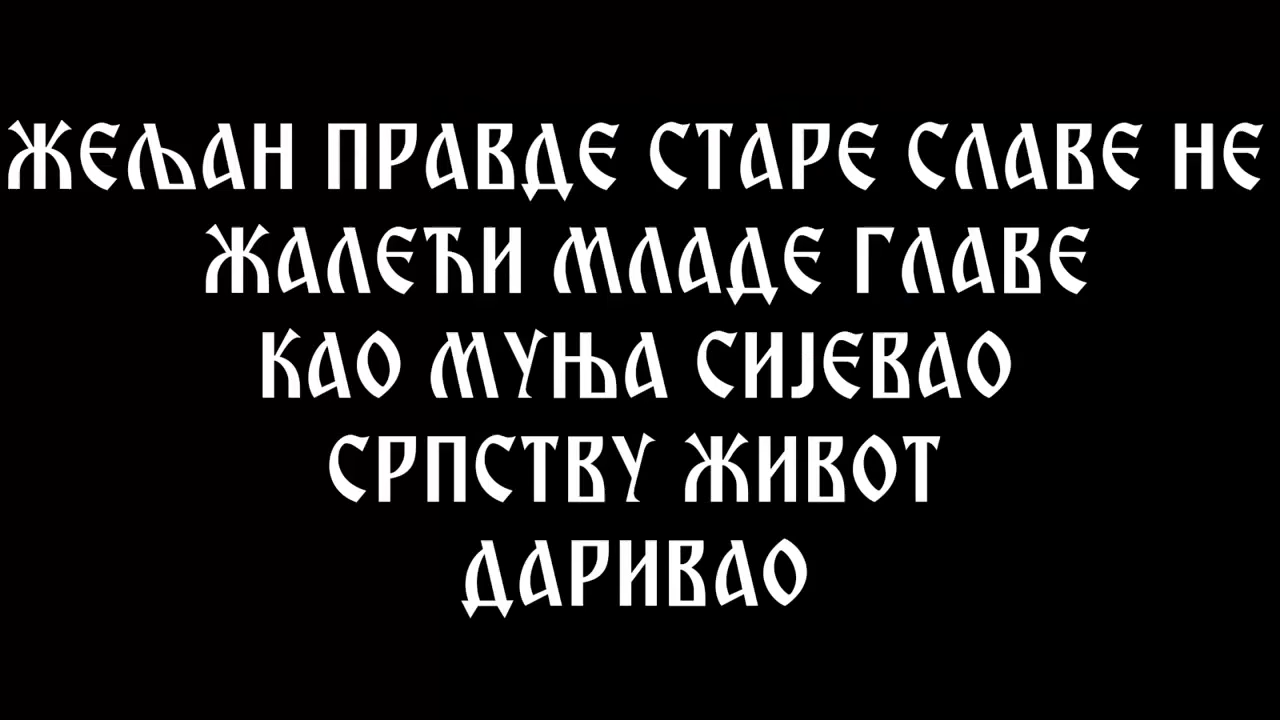 ЖЕЉАН ПРАВДЕ СТАРЕ СЛАВЕ НЕ
ЖАЛЕЋИ МЛАДЕ ГЛАВЕ
КАО МУЊА СИЈЕВАО
СРПСТВУ ЖИВОТ
ДАРИВАО